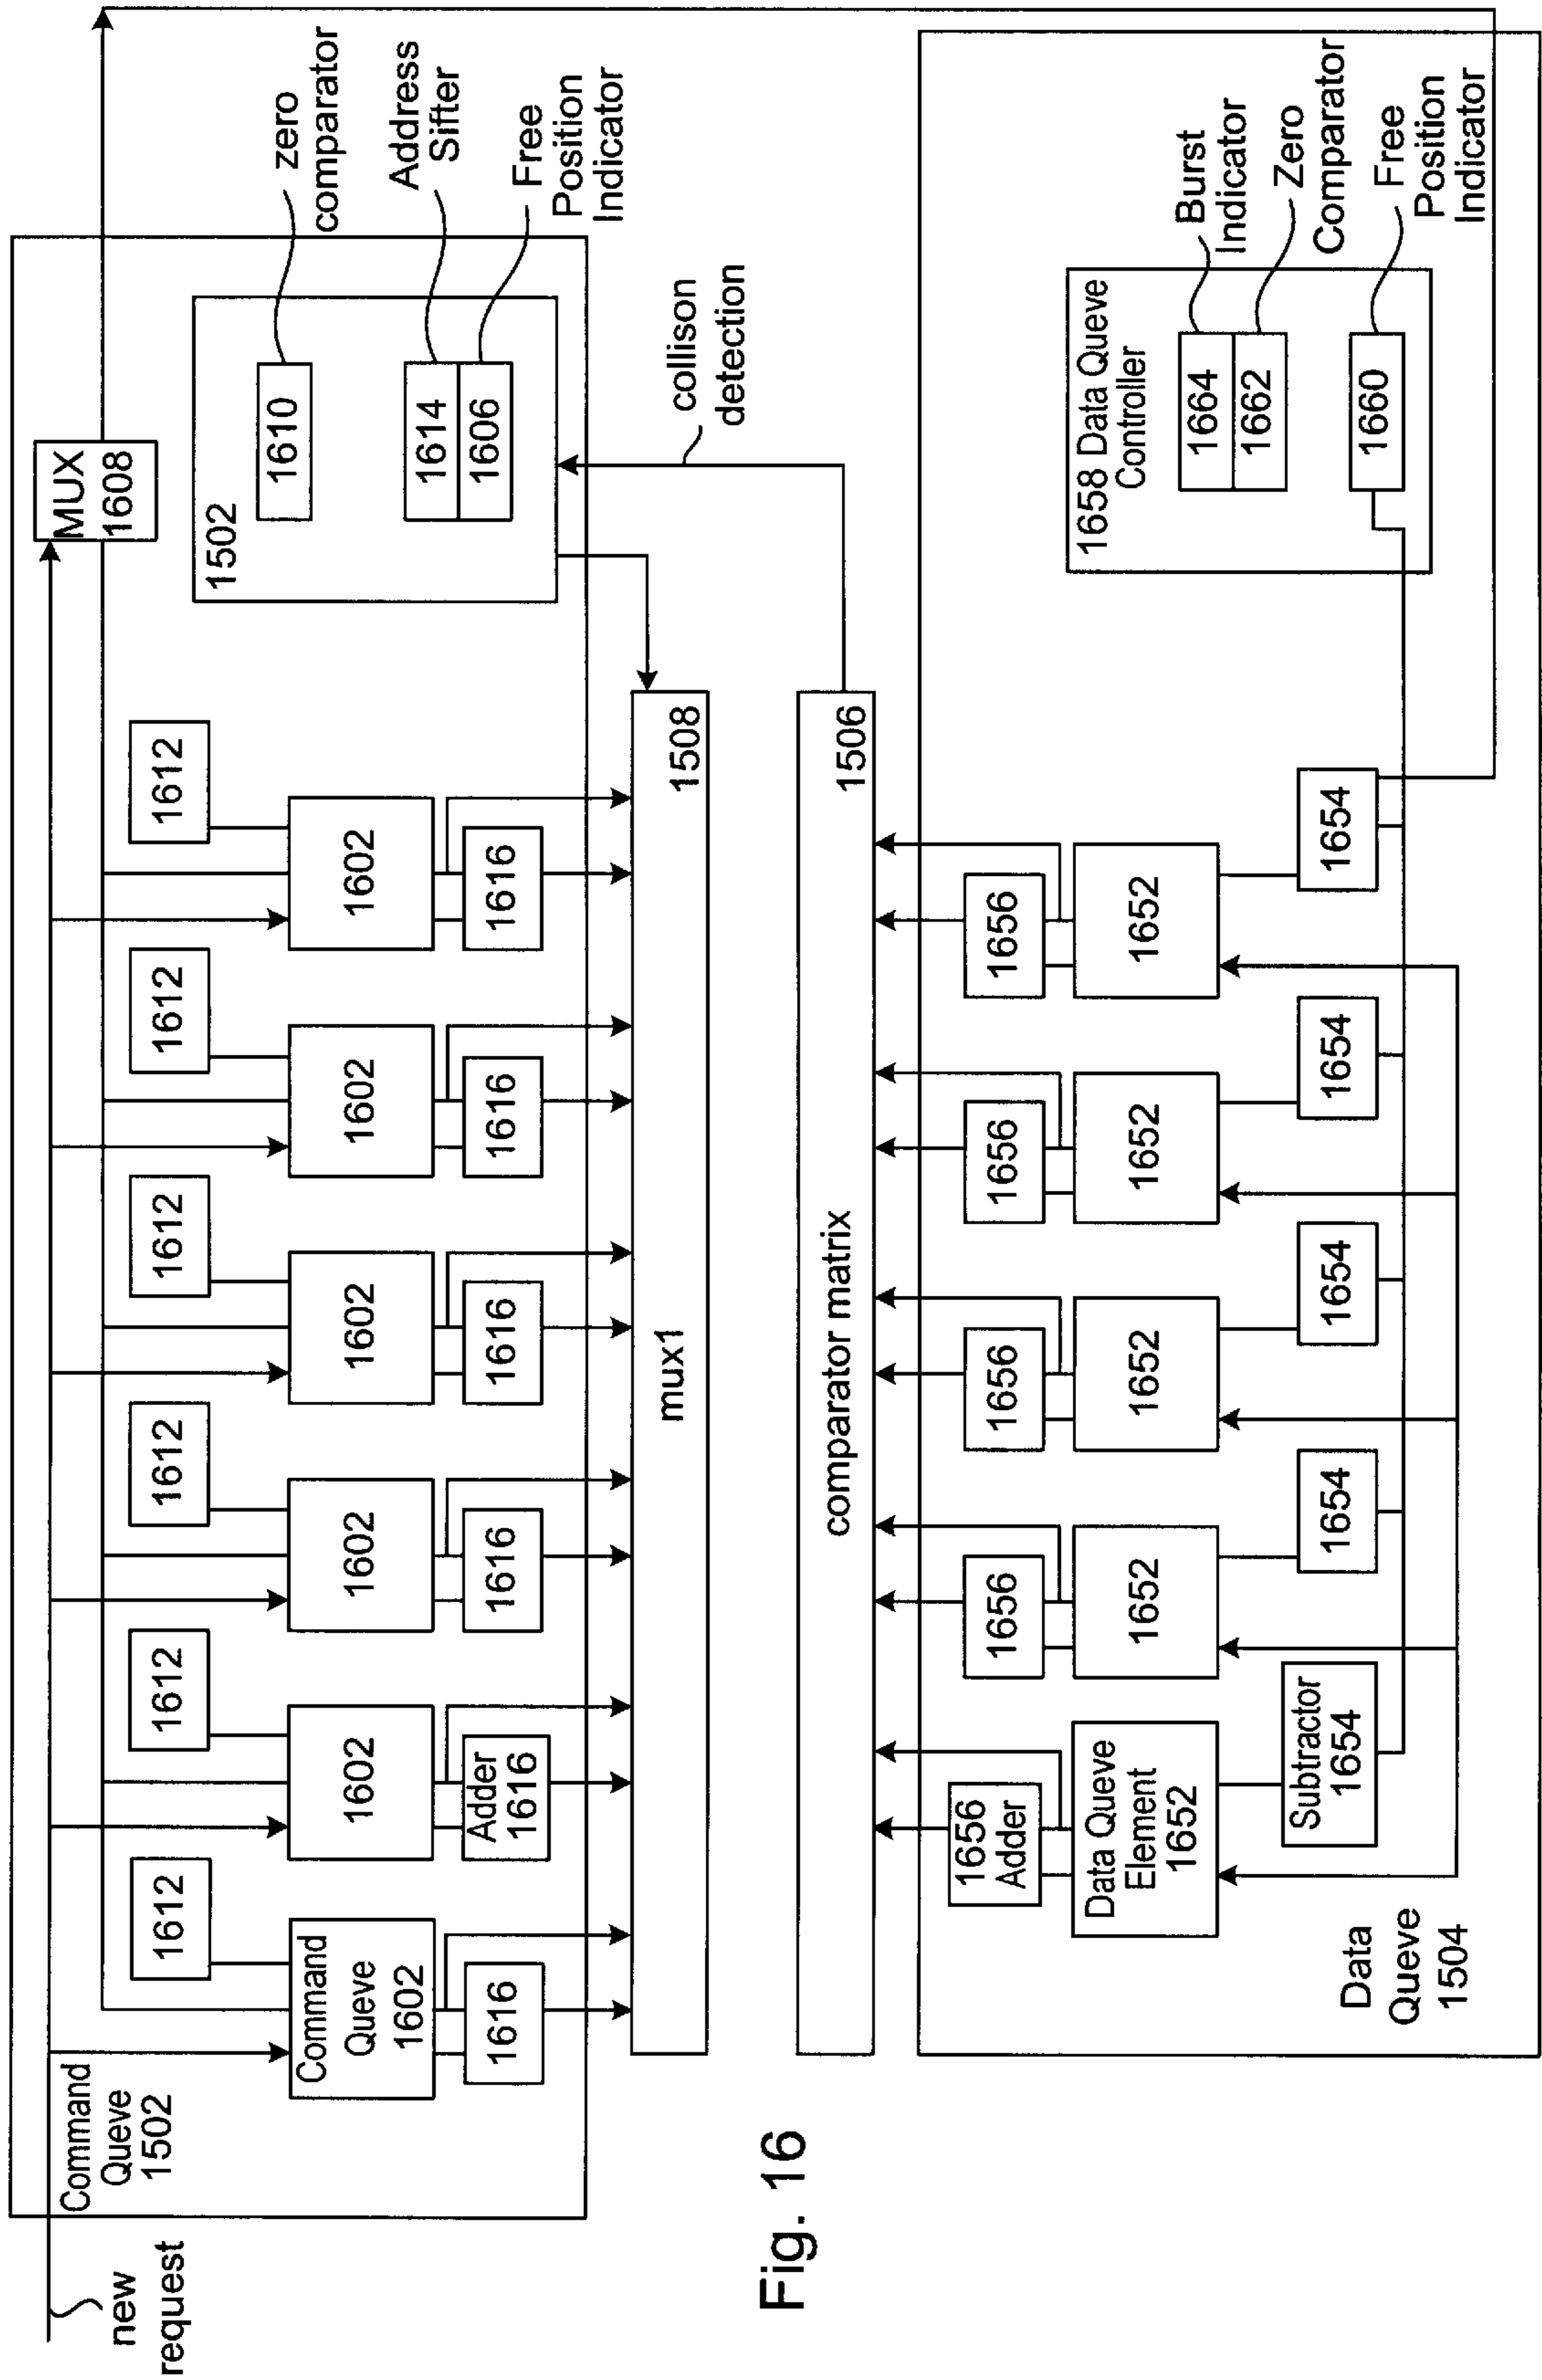 new
request
Command
Queve
1502
MUX
1608
1612
1612
1612
1612
1612
1612
Command
Queve
1602
1602
1602
1602
1602
1602
1616
Adder
1616
1616
1616
1616
1616
1502
1610
1614
1606
zero
comparator
Address
Sifter
Free
Position
Indicator
mux1
1508
collison
detection
comparator matrix
1506
1656
Adder
1656
1656
1656
1656
Data Queve
Element
1652
1652
1652
1652
1652
Subtractor
1654
1654
1654
1654
1654
Data
Queve
1504
1658 Data Queve
Controller
1664
1662
1660
Burst
Indicator
Zero
Comparator
Free
Position
Indicator
Fig. 16